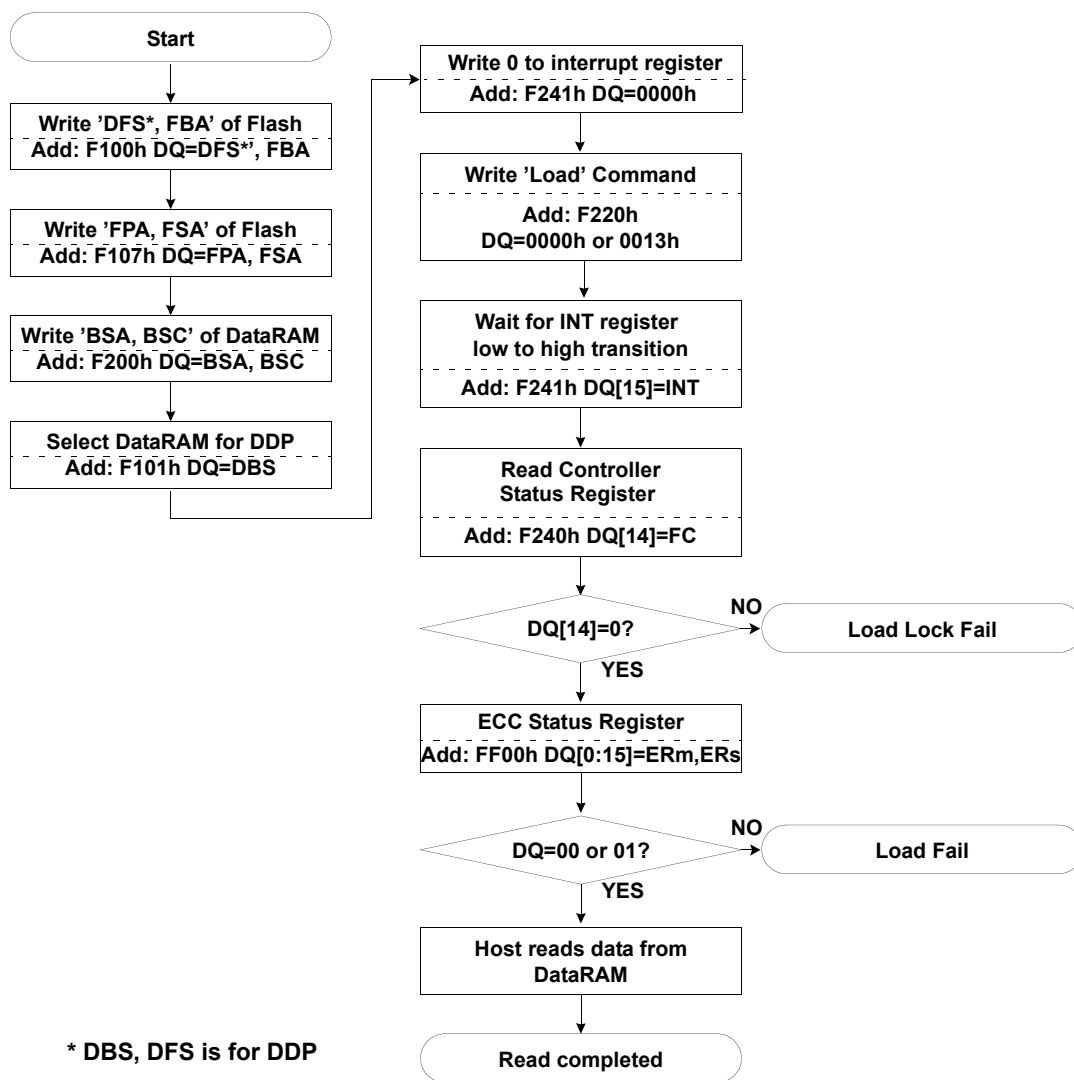 Start
Write ’DFS*, FBA’ of Flash
Add: F100h DQ=DFS*’, FBA
Write ’FPA, FSA’ of Flash
Add: F107h DQ=FPA, FSA
Write ’BSA, BSC’ of DataRAM
Add: F200h DQ=BSA, BSC
Select DataRAM for DDP
Add: F101h DQ=DBS
Write 0 to interrupt register
Add: F241h DQ=0000h
Write ’Load’ Command
Add: F220h
DQ=0000h or 0013h
Wait for INT register
low to high transition
Add: F241h DQ[15]=INT
Read Controller
Status Register
Add: F240h DQ[14]=FC
DQ[14]=0?
NO
Load Lock Fail
YES
ECC Status Register
Add: FF00h DQ[0:15]=ERm,ERs
DQ=00 or 01?
NO
Load Fail
YES
Host reads data from
DataRAM
Read completed
* DBS, DFS is for DDP